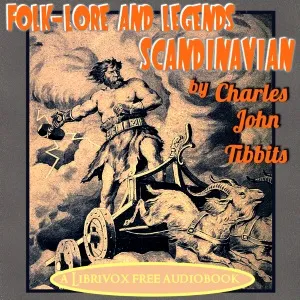 FOLK-LORE AND LEGENDS
SCANDINAVIAN
by Charles
John
Tibbits
A LIBRIVOX FREE AUDIOBOOK